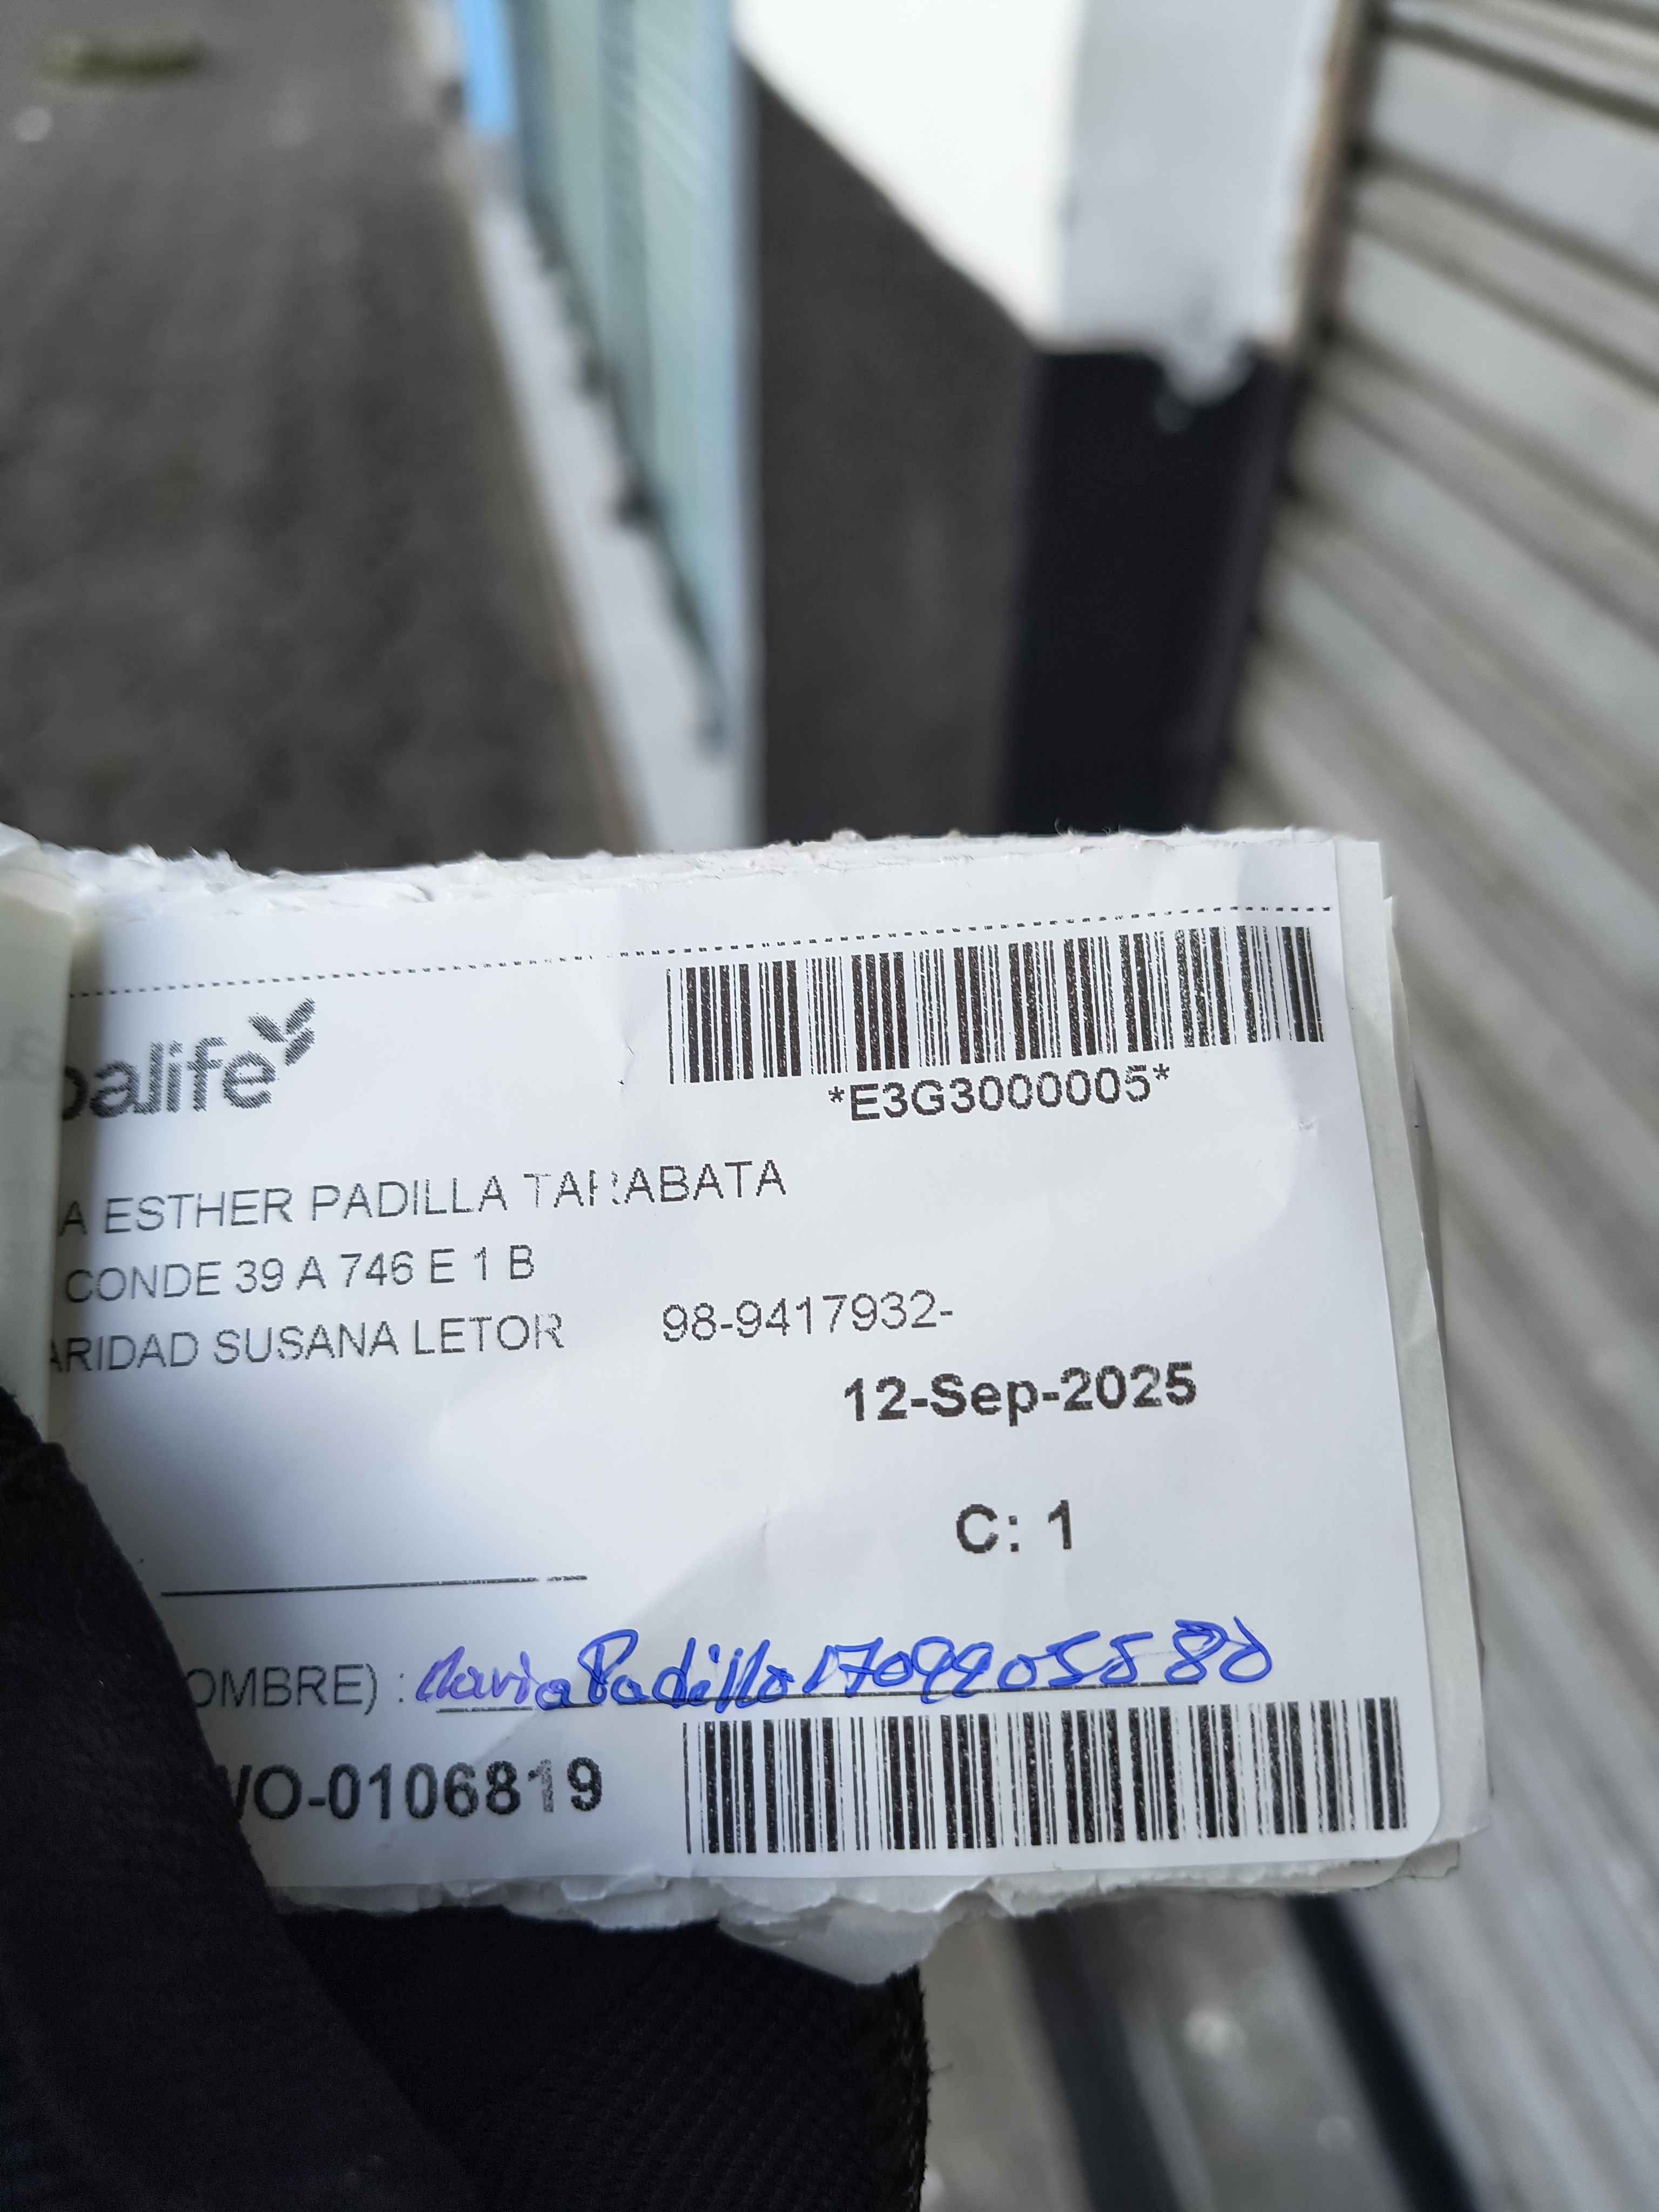 balife
*E3G3000005*
A ESTHER PADILLA TARABATA
CONDE 39 A 746 E 1 B
ARIDAD SUSANA LETOR 98-9417932-
12-Sep-2025
C: 1
OMBRE) : Maria Padilla 1709905580
WO-0106819